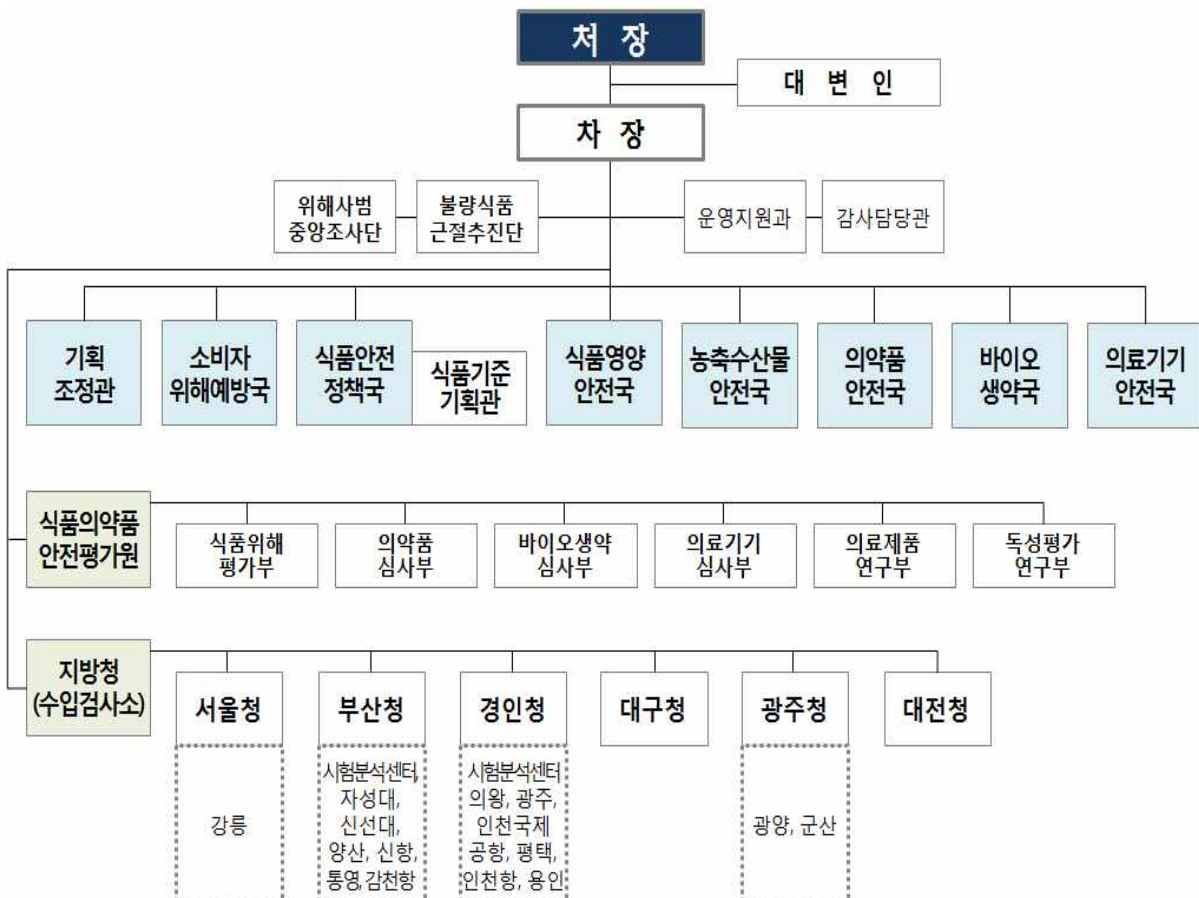 처 장
대 변 인
차 장
위해사범
중앙조사단
불량식품
근절추진단
운영지원과
감사담당관
기획
조정관
소비자
위해예방국
식품안전
정책국
식품기준
기획관
식품영양
안전국
농축수산물
안전국
의약품
안전국
바이오
생약국
의료기기
안전국
식품의약품
안전평가원
식품위해
평가부
의약품
심사부
바이오생약
심사부
의료기기
심사부
의료제품
연구부
독성평가
연구부
지방청
(수입검사소)
서울청
부산청
경인청
대구청
광주청
대전청
강릉
시험분석센터,
자성대,
신선대,
양산, 신항,
통영,감천항
시험분석센터
의왕, 광주,
인천국제
공항, 평택,
인천항, 용인
광양, 군산